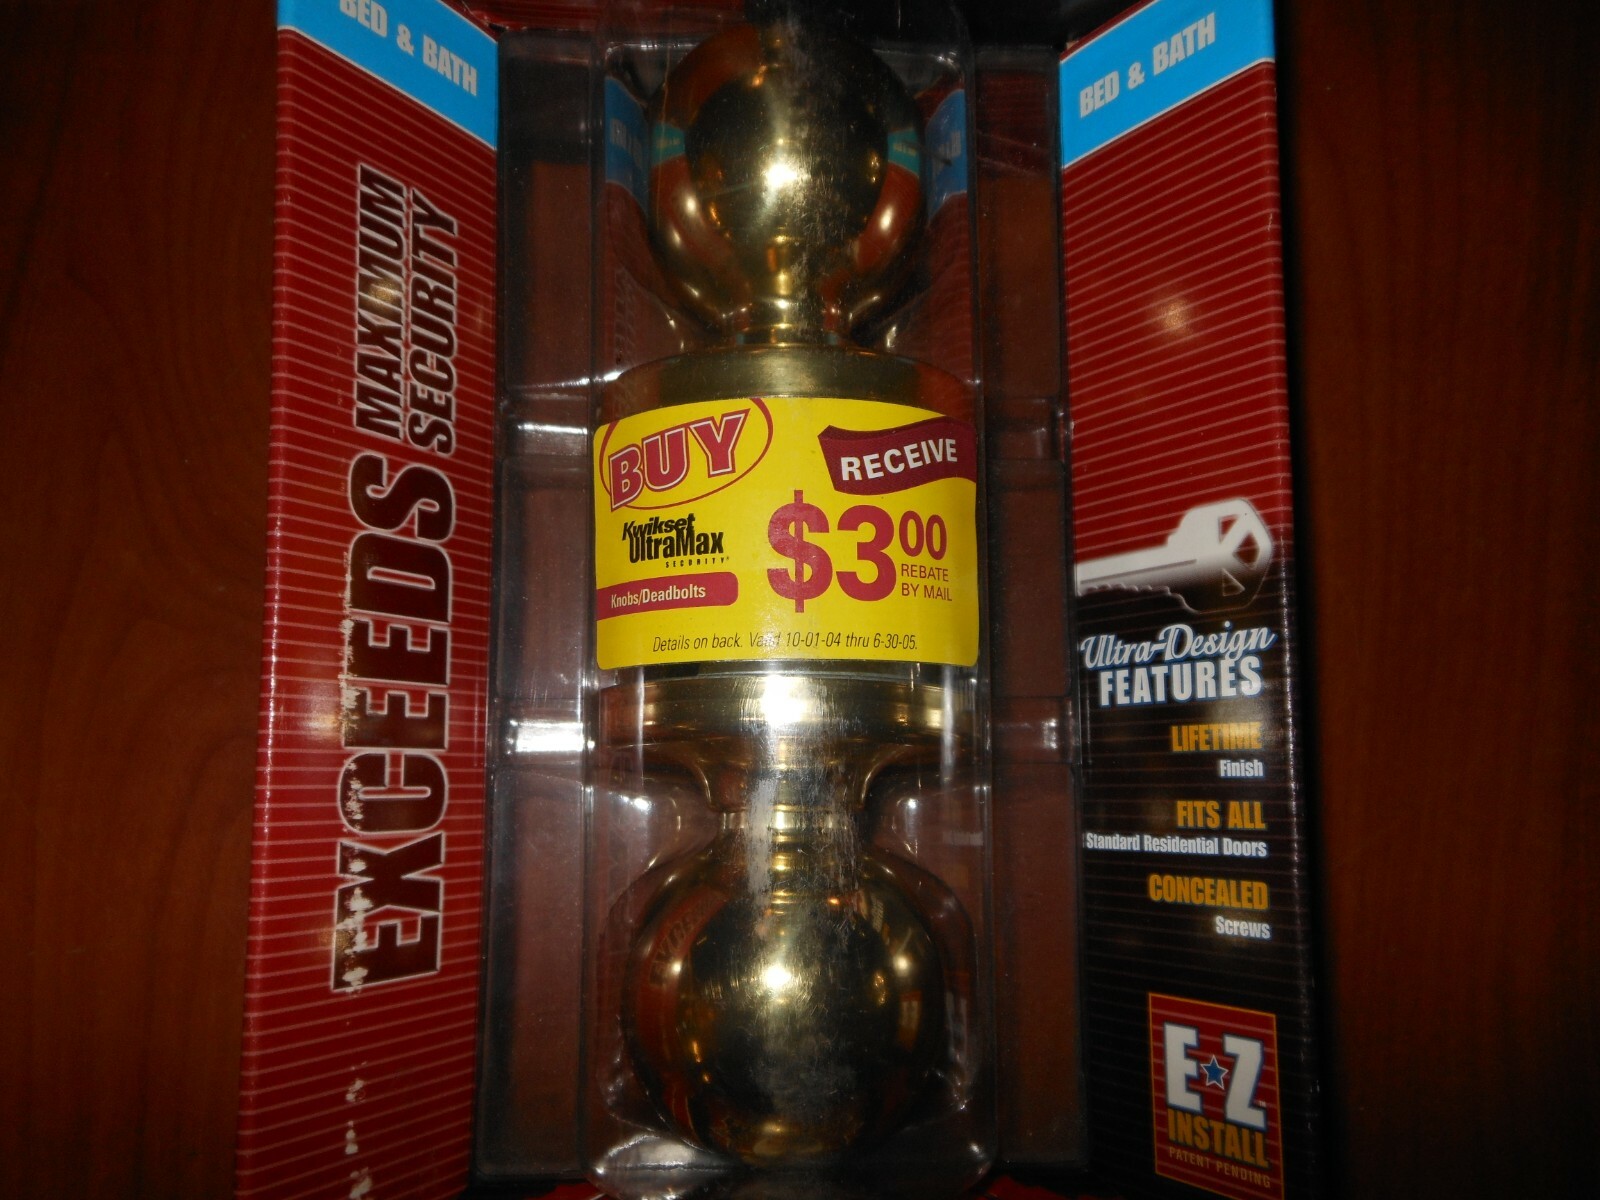 BED & BATH
EXCEEDS MAXIMUM
SECURITY
BUY
Kwikset
UltraMax
SECURITY
Knobs/Deadbolts
RECEIVE
$3 00
REBATE
BY MAIL
Details on back. Valid 10-01-04 thru 6-30-05.
BED & BATH
Ultra-Design
FEATURES
LIFETIME
Finish
FITS ALL
Standard Residential Doors
CONCEALED
Screws
E Z
INSTALL
PATENT PENDING